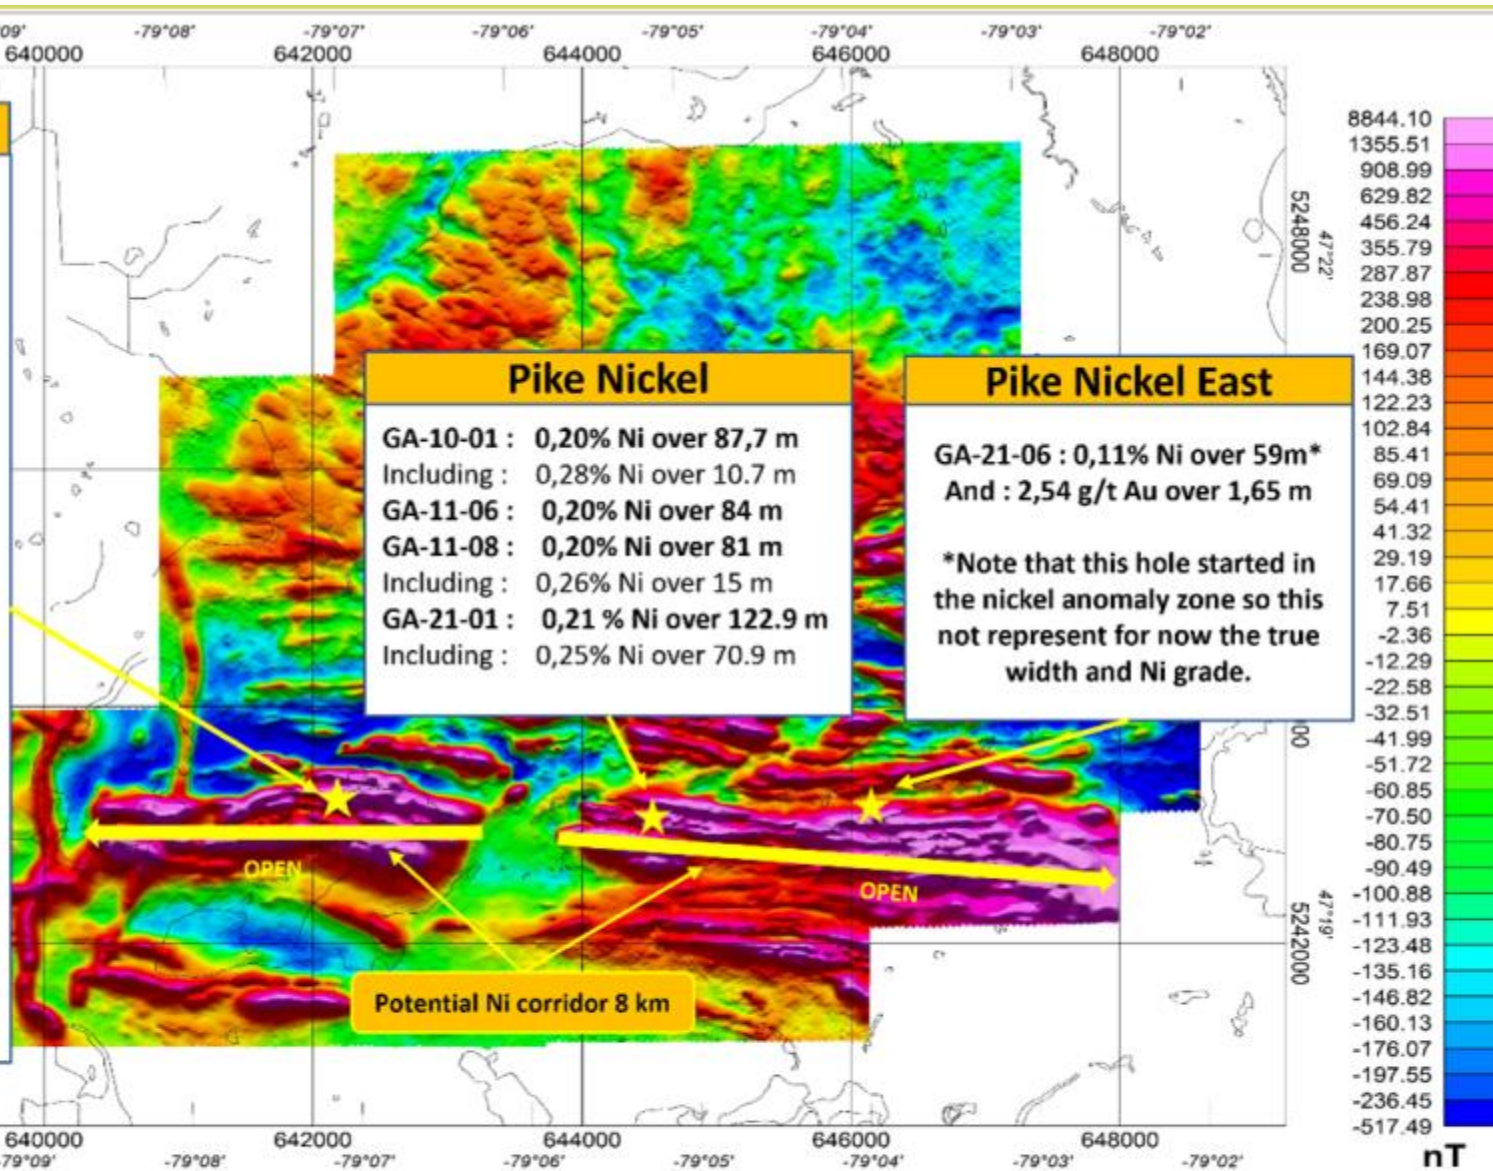 09' -79°08' -79°07' -79°06' -79°05' -79°04' -79°03' -79°02'
640000 642000 644000 646000 648000
Pike Nickel
GA-10-01 : 0,20% Ni over 87,7 m
Including : 0,28% Ni over 10.7 m
GA-11-06 : 0,20% Ni over 84 m
GA-11-08 : 0,20% Ni over 81 m
Including : 0,26% Ni over 15 m
GA-21-01 : 0,21 % Ni over 122.9 m
Including : 0,25% Ni over 70.9 m
Pike Nickel East
GA-21-06 : 0,11% Ni over 59m*
And : 2,54 g/t Au over 1,65 m
*Note that this hole started in
the nickel anomaly zone so this
not represent for now the true
width and Ni grade.
OPEN
OPEN
Potential Ni corridor 8 km
5248000
47°22'
00
5242000
47°19'
640000 642000 644000 646000 648000
-79°09' -79°08' -79°07' -79°06' -79°05' -79°04' -79°03' -79°02'
8844.10
1355.51
908.99
629.82
456.24
355.79
287.87
238.98
200.25
169.07
144.38
122.23
102.84
85.41
69.09
54.41
41.32
29.19
17.66
7.51
-2.36
-12.29
-22.58
-32.51
-41.99
-51.72
-60.85
-70.50
-80.75
-90.49
-100.88
-111.93
-123.48
-135.16
-146.82
-160.13
-176.07
-197.55
-236.45
-517.49
nT